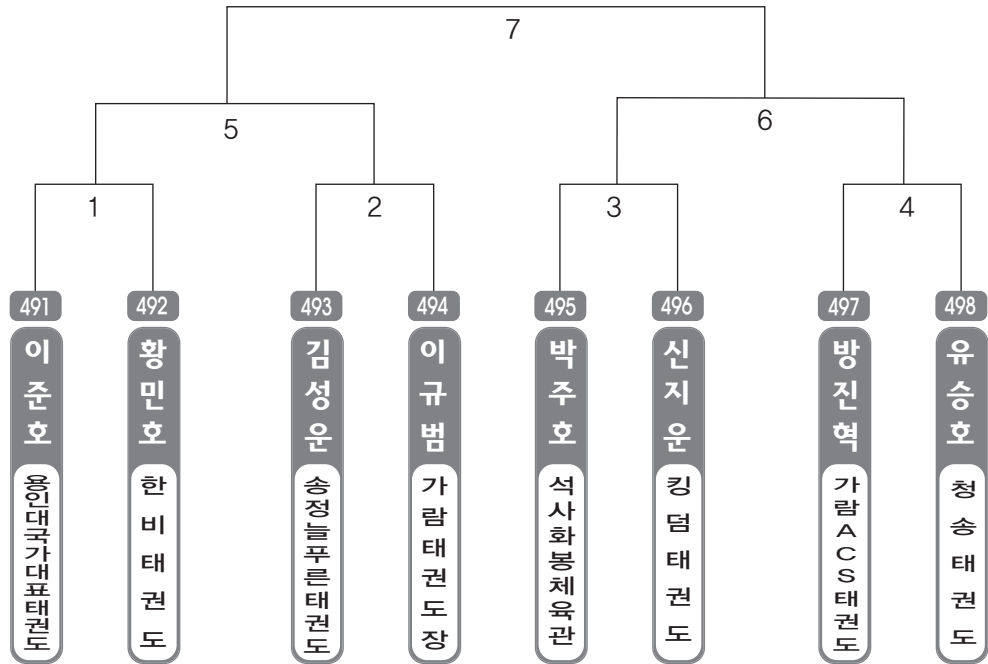 7
5
6
1
2
3
4
491
492
493
494
495
496
497
498
이준호
황민호
김성운
이규범
박주호
신지운
방진혁
유승호
용인대국가대표태권도
한비태권도
송정늘푸른태권도
가람태권도장
석사화봉체육관
킹덤태권도
가람ACS태권도
청송태권도